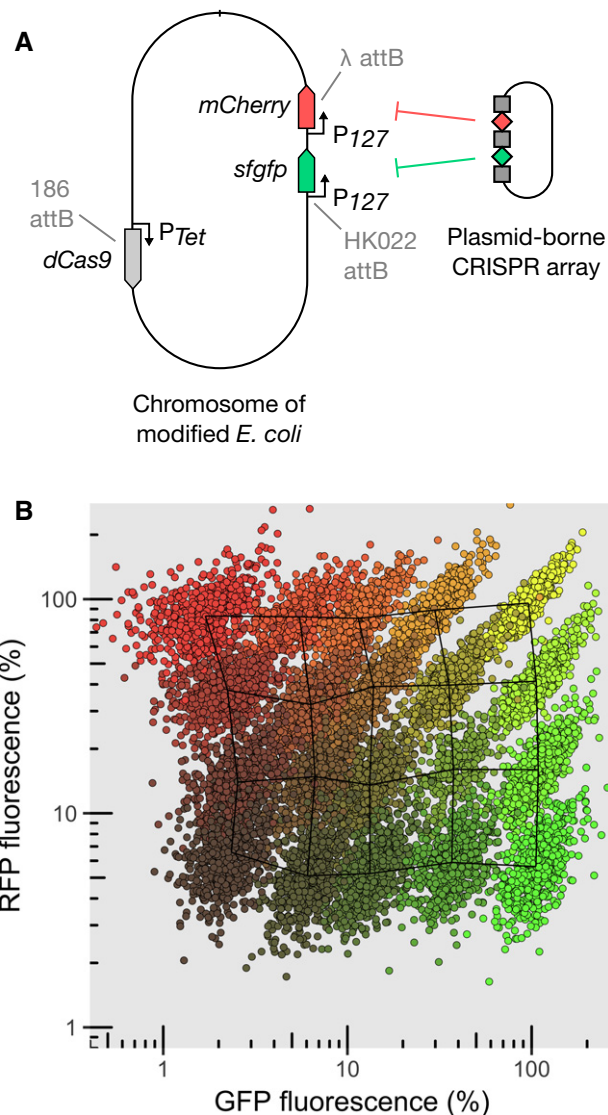 A
λ attB
mCherry
P127
sfgfp
P127
186
attB
PTet
dCas9
HK022
attB
Plasmid-borne
CRISPR array
Chromosome of
modified E. coli
B
RFP fluorescence (%)
100
10
1
1
10
100
GFP fluorescence (%)